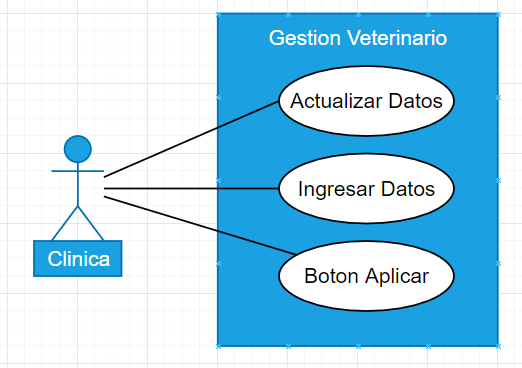 Gestion Veterinario
Actualizar Datos
Ingresar Datos
Boton Aplicar
Clinica